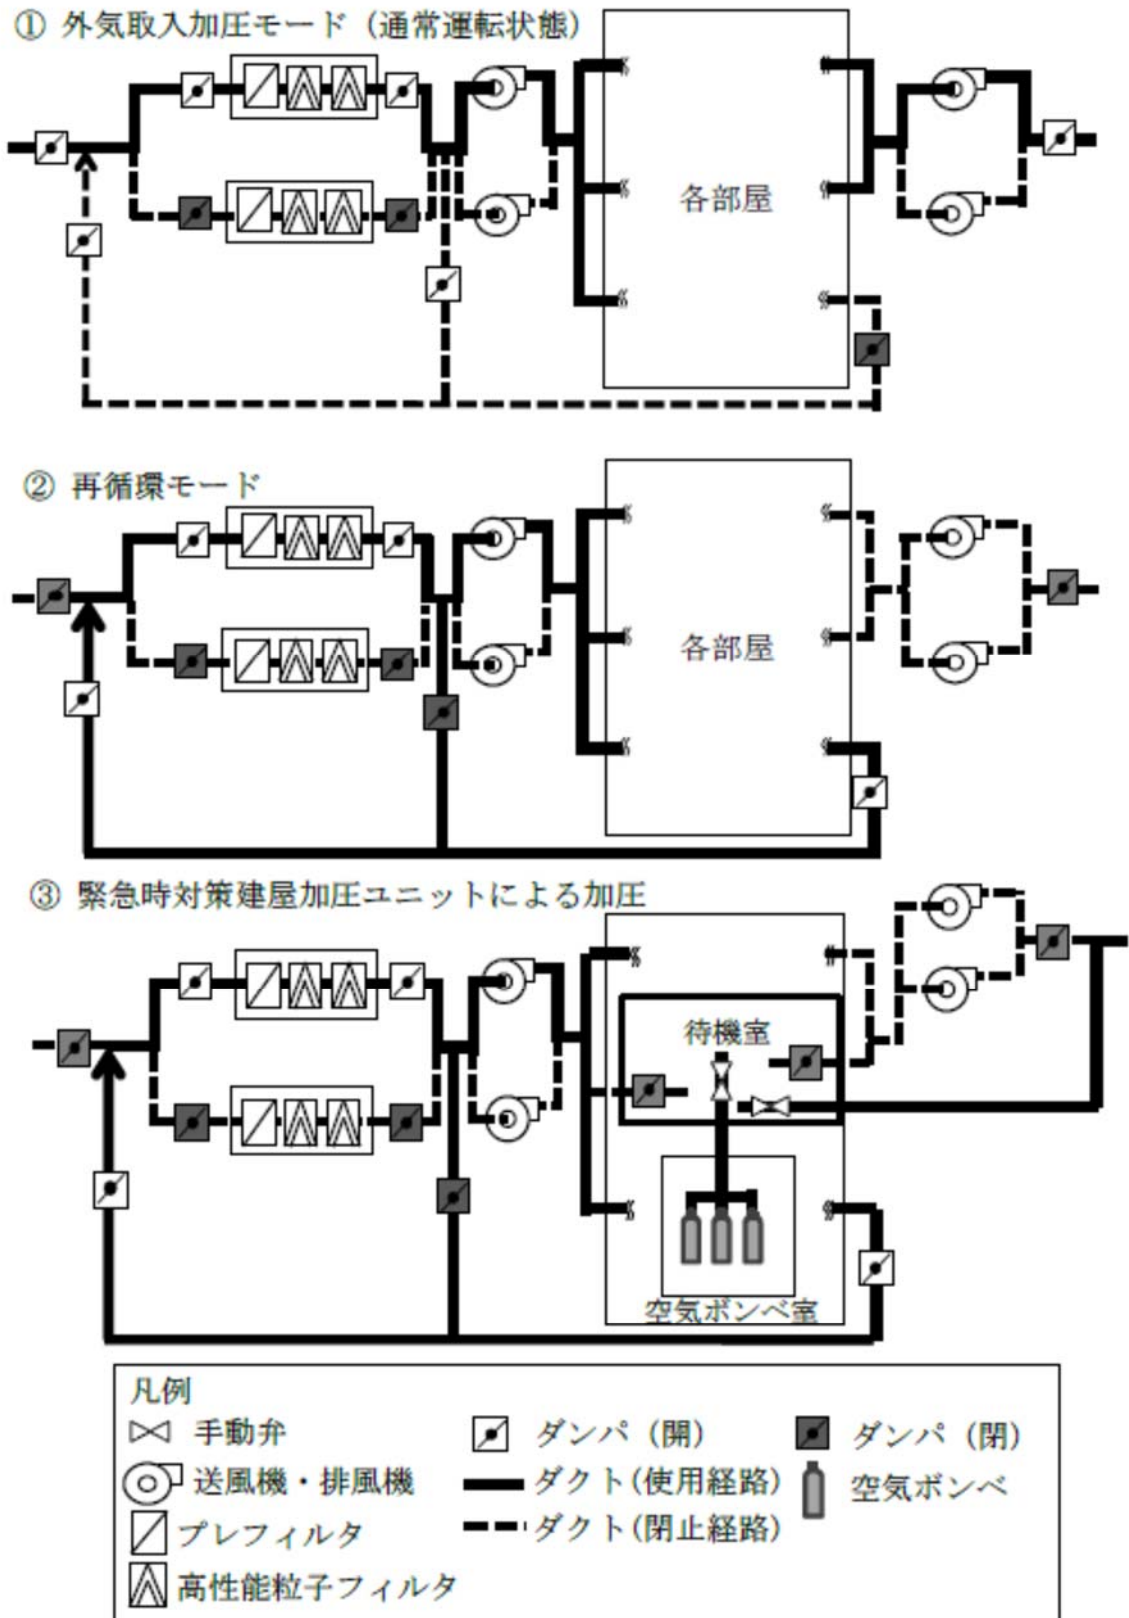 ① 外気取入加圧モード（通常運転状態）
各部屋
② 再循環モード
各部屋
③ 緊急時対策建屋加圧ユニットによる加圧
待機室
空気ボンベ室
凡例
手動弁
ダンパ（開）
ダンパ（閉）
送風機・排風機
ダクト(使用経路)
空気ボンベ
プレフィルタ
ダクト(閉止経路)
高性能粒子フィルタ